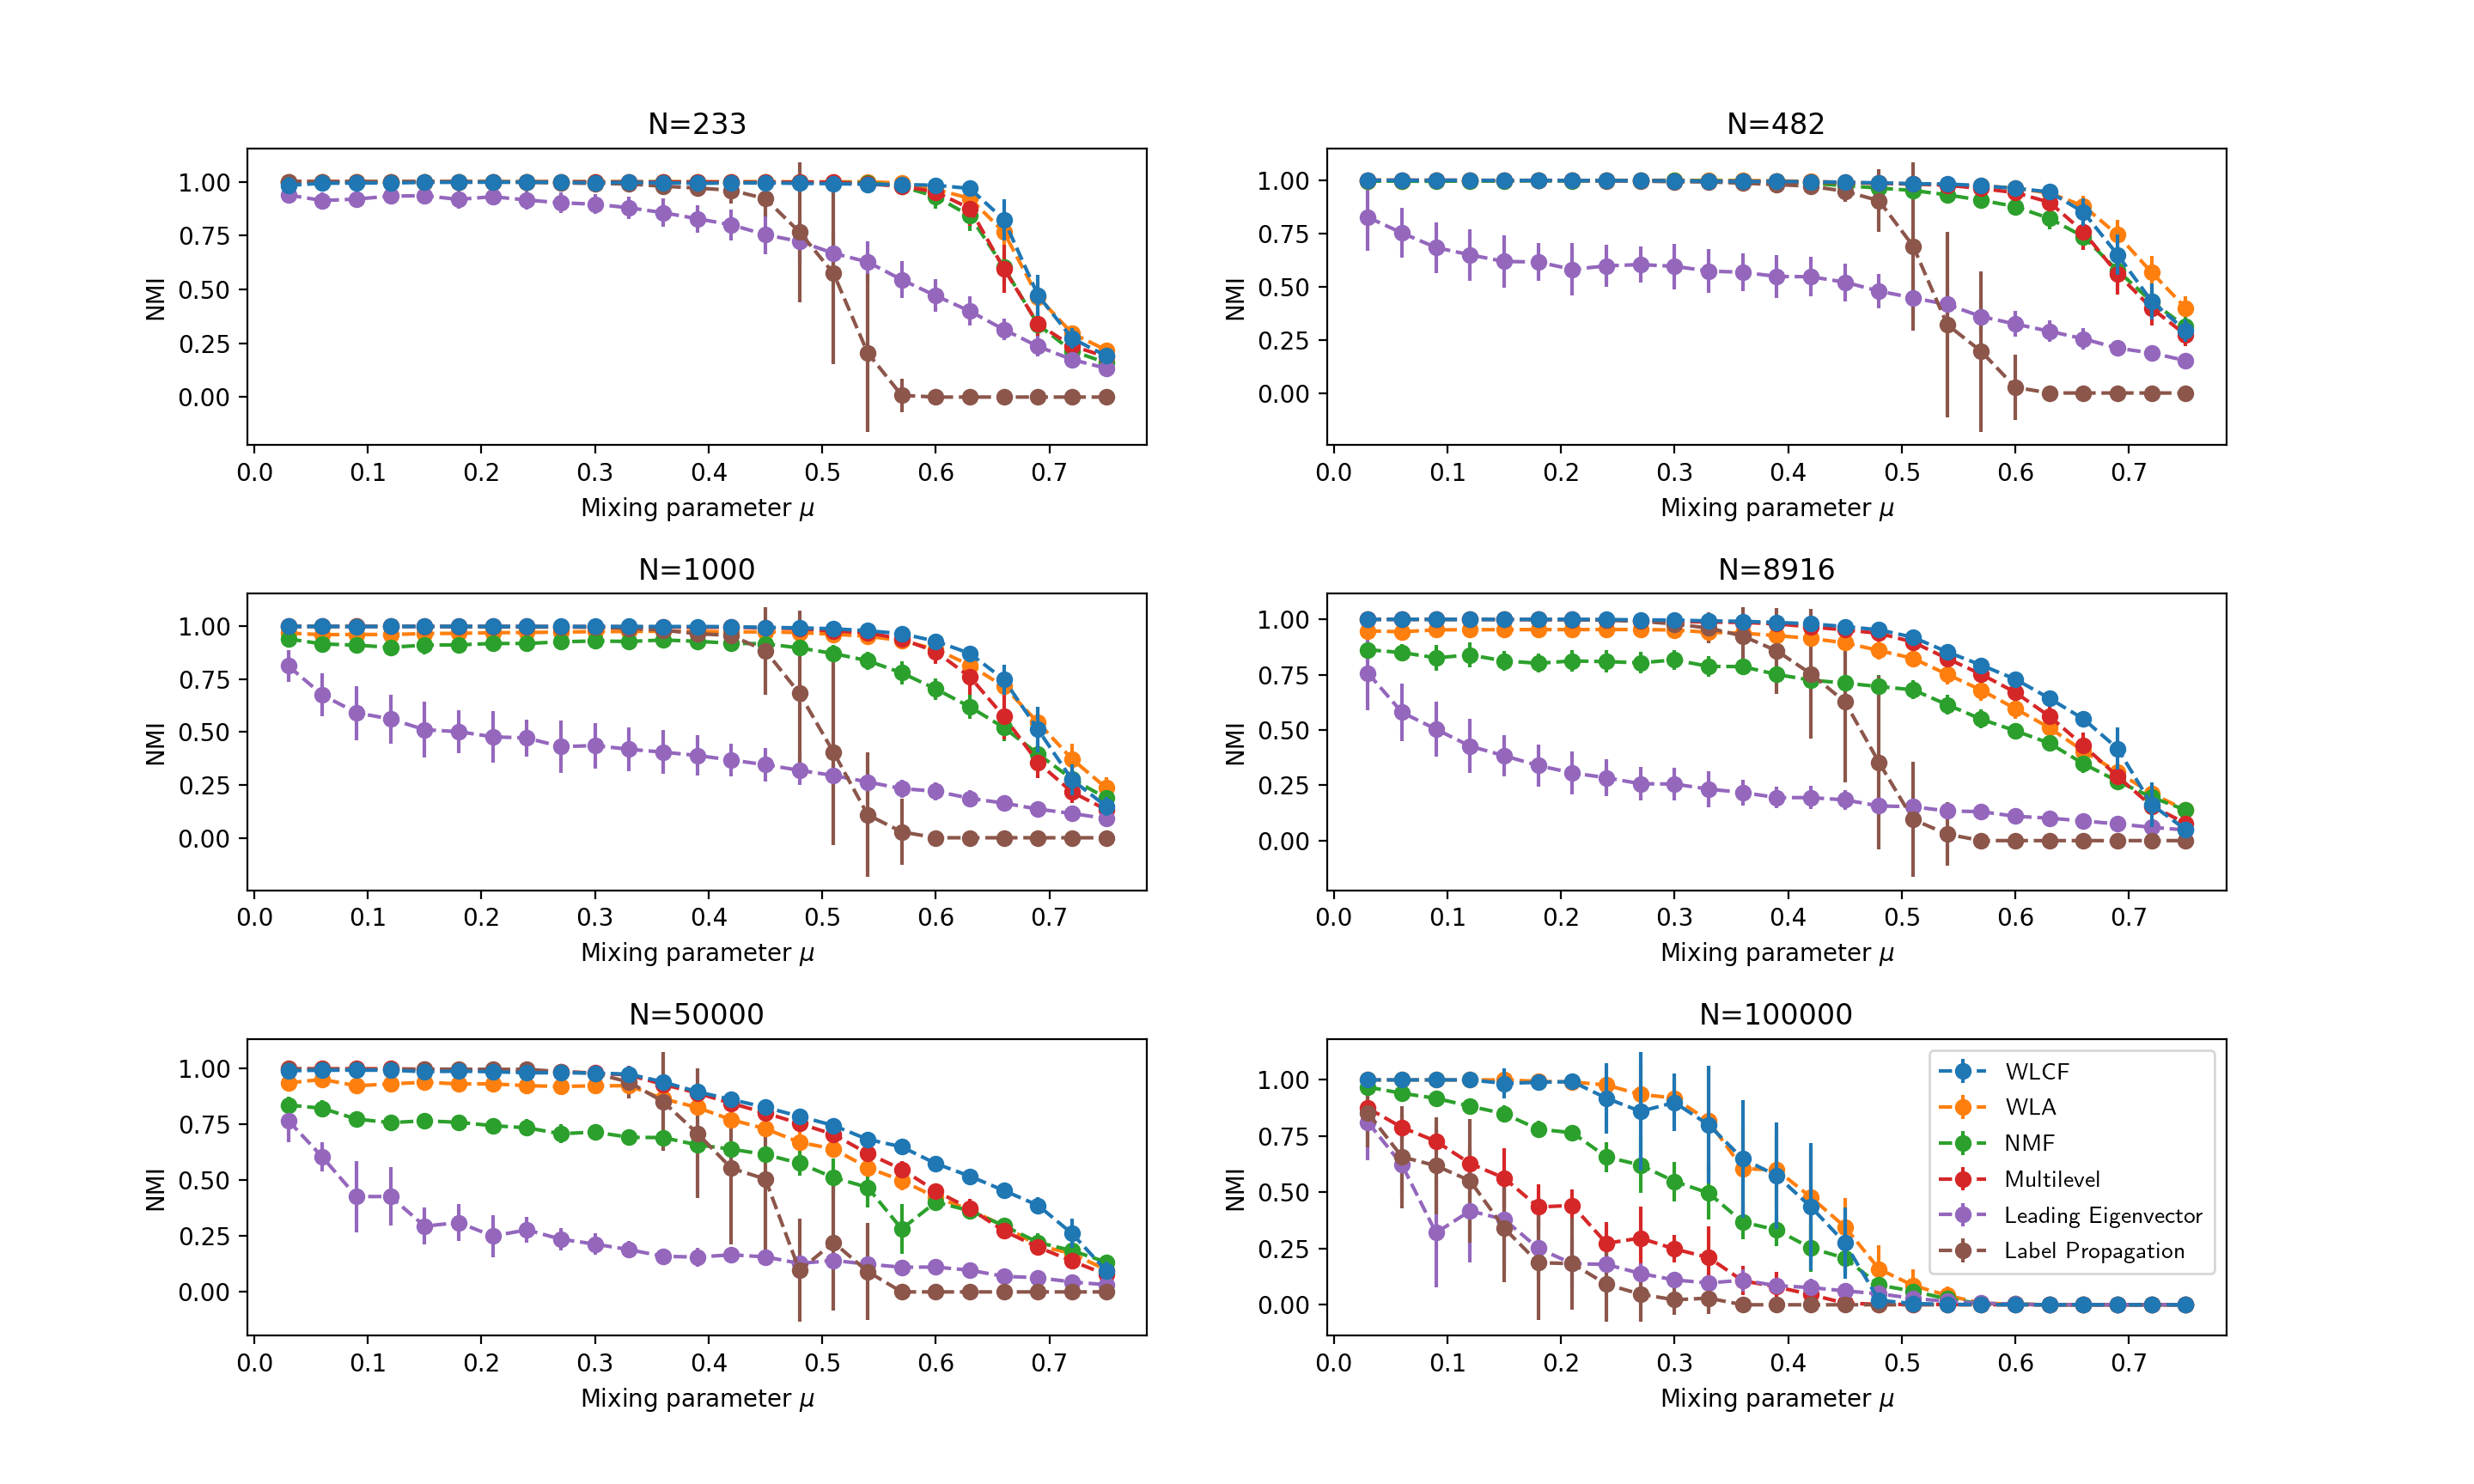 N=233
1.00
0.75
0.50
0.25
0.00
NMI
0.0 0.1 0.2 0.3 0.4 0.5 0.6 0.7
Mixing parameter μ
N=482
1.00
0.75
0.50
0.25
0.00
NMI
0.0 0.1 0.2 0.3 0.4 0.5 0.6 0.7
Mixing parameter μ
N=1000
1.00
0.75
0.50
0.25
0.00
NMI
0.0 0.1 0.2 0.3 0.4 0.5 0.6 0.7
Mixing parameter μ
N=8916
1.00
0.75
0.50
0.25
0.00
NMI
0.0 0.1 0.2 0.3 0.4 0.5 0.6 0.7
Mixing parameter μ
N=50000
1.00
0.75
0.50
0.25
0.00
NMI
0.0 0.1 0.2 0.3 0.4 0.5 0.6 0.7
Mixing parameter μ
N=100000
1.00
0.75
0.50
0.25
0.00
NMI
WLCF
WLA
NMF
Multilevel
Leading Eigenvector
Label Propagation
0.0 0.1 0.2 0.3 0.4 0.5 0.6 0.7
Mixing parameter μ